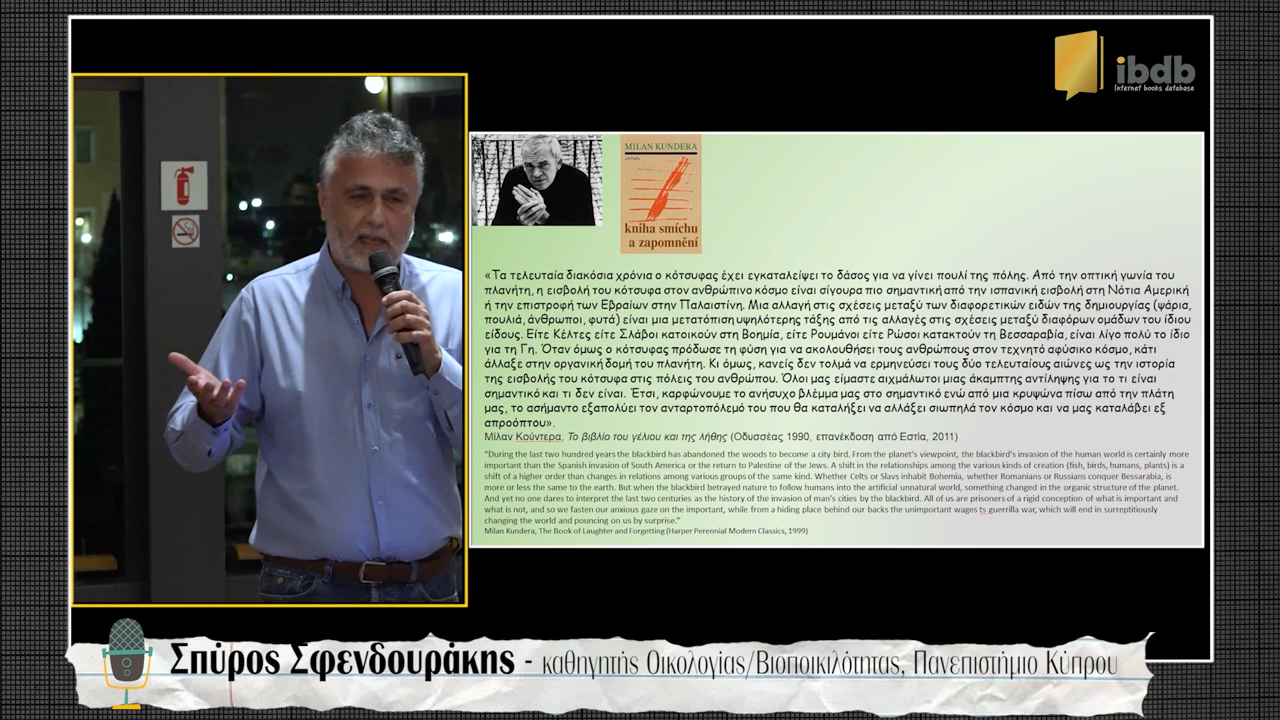 ibdb
Internet books database
MILAN KUNDERA
kniha smíchu
a zapomnění
«Τα τελευταία διακόσια χρόνια ο κότσυφας έχει εγκαταλείψει το δάσος για να γίνει πουλί της πόλης. Από την οπτική γωνία του
πλανήτη, η εισβολή του κότσυφα στον ανθρώπινο κόσμο είναι σίγουρα πιο σημαντική από την ισπανική εισβολή στη Νότια Αμερική
ή την επιστροφή των Εβραίων στην Παλαιστίνη. Μια αλλαγή στις σχέσεις μεταξύ των διαφορετικών ειδών της δημιουργίας (ψάρια,
πουλιά, άνθρωποι, φυτά) είναι μια μετατόπιση υψηλότερης τάξης από τις αλλαγές στις σχέσεις μεταξύ διαφόρων ομάδων του ίδιου
είδους. Είτε Κέλτες είτε Σλάβοι κατοικούν στη Βοημία, είτε Ρουμάνοι είτε Ρώσοι κατακτούν τη Βεσσαραβία, είναι λίγο πολύ το ίδιο
για τη Γη. Όταν όμως ο κότσυφας πρόδωσε τη φύση για να ακολουθήσει τους ανθρώπους στον τεχνητό αφύσικο κόσμο, κάτι
άλλαξε στην οργανική δομή του πλανήτη. Κι όμως, κανείς δεν τολμά να ερμηνεύσει τους δύο τελευταίους αιώνες ως την ιστορία
της εισβολής του κότσυφα στις πόλεις του ανθρώπου. Όλοι μας είμαστε αιχμάλωτοι μιας άκαμπτης αντίληψης για το τι είναι
σημαντικό και τι δεν είναι. Έτσι, καρφώνουμε το ανήσυχο βλέμμα μας στο σημαντικό ενώ από μια κρυψώνα πίσω από την πλάτη
μας, το ασήμαντο εξαπολύει τον ανταρτοπόλεμό του που θα καταλήξει να αλλάξει σιωπηλά τον κόσμο και να μας καταλάβει εξ
απροόπτου».
Μίλαν Κούντερα, Το βιβλίο του γέλιου και της λήθης (Οδυσσέας 1990, επανέκδοση από Εστία, 2011)
"During the last two hundred years the blackbird has abandoned the woods to become a city bird. From the planet's viewpoint, the blackbird's invasion of the human world is certainly more
important than the Spanish invasion of South America or the return to Palestine of the Jews. A shift in the relationships among the various kinds of creation (fish, birds, humans, plants) is a
shift of a higher order than changes in relations among various groups of the same kind. Whether Celts or Slavs inhabit Bohemia, whether Romanians or Russians conquer Bessarabia, is
more or less the same to the earth. But when the blackbird betrayed nature to follow humans into the artificial unnatural world, something changed in the organic structure of the planet.
And yet no one dares to interpret the last two centuries as the history of the invasion of man's cities by the blackbird. All of us are prisoners of a rigid conception of what is important and
what is not, and so we fasten our anxious gaze on the important, while from a hiding place behind our backs the unimportant wages ts guerrilla war, which will end in surreptitiously
changing the world and pouncing on us by surprise."
Milan Kundera, The Book of Laughter and Forgetting (Harper Perennial Modern Classics, 1999)
Σπύρος Σφενδουράκης - καθηγητής Οικολογίας/Βιοποικιλότητας, Πανεπιστήμιο Κύπρου